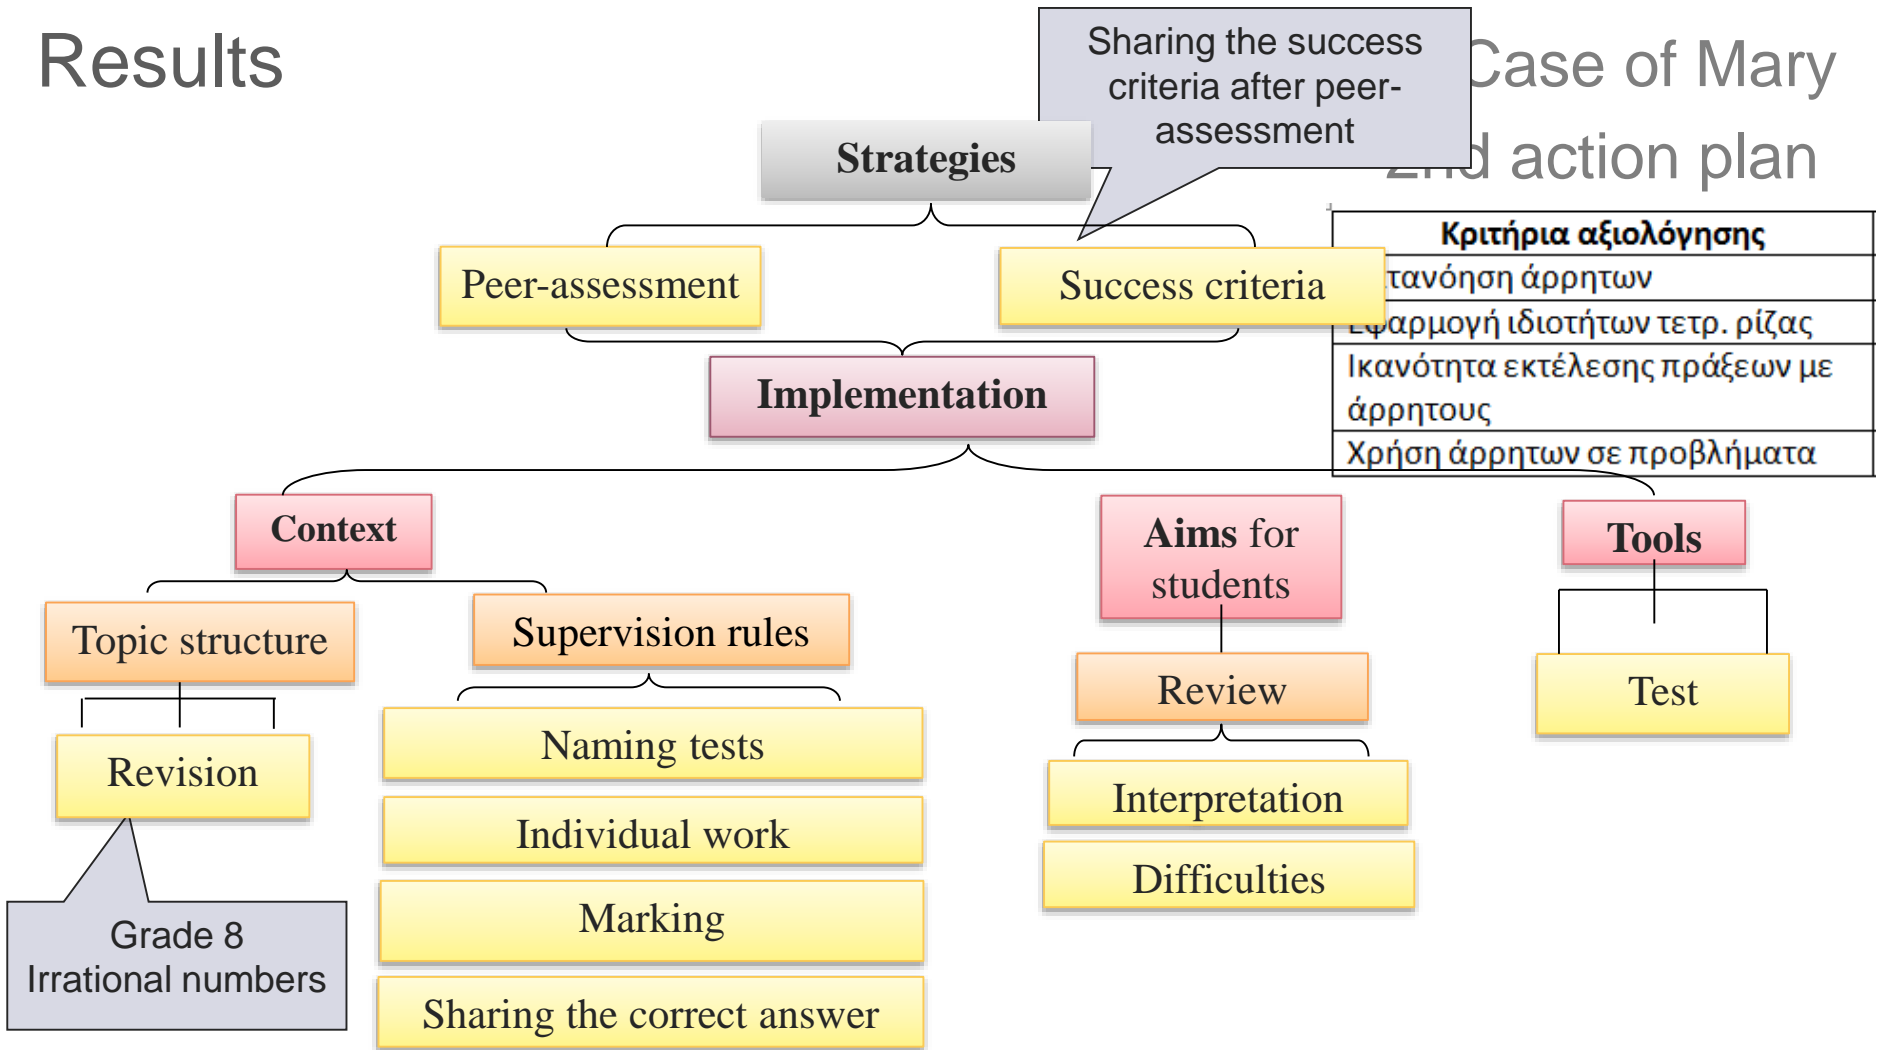 Results
Case of Mary
2nd action plan
Sharing the success
criteria after peer-
assessment
Strategies
Peer-assessment
Success criteria
Κριτήρια αξιολόγησης
τανόηση άρρητων
Εφαρμογή ιδιοτήτων τετρ. ρίζας
Ικανότητα εκτέλεσης πράξεων με
άρρητους
Χρήση άρρητων σε προβλήματα
Implementation
Context
Aims for
students
Tools
Topic structure
Supervision rules
Review
Test
Revision
Naming tests
Interpretation
Individual work
Difficulties
Marking
Grade 8
Irrational numbers
Sharing the correct answer